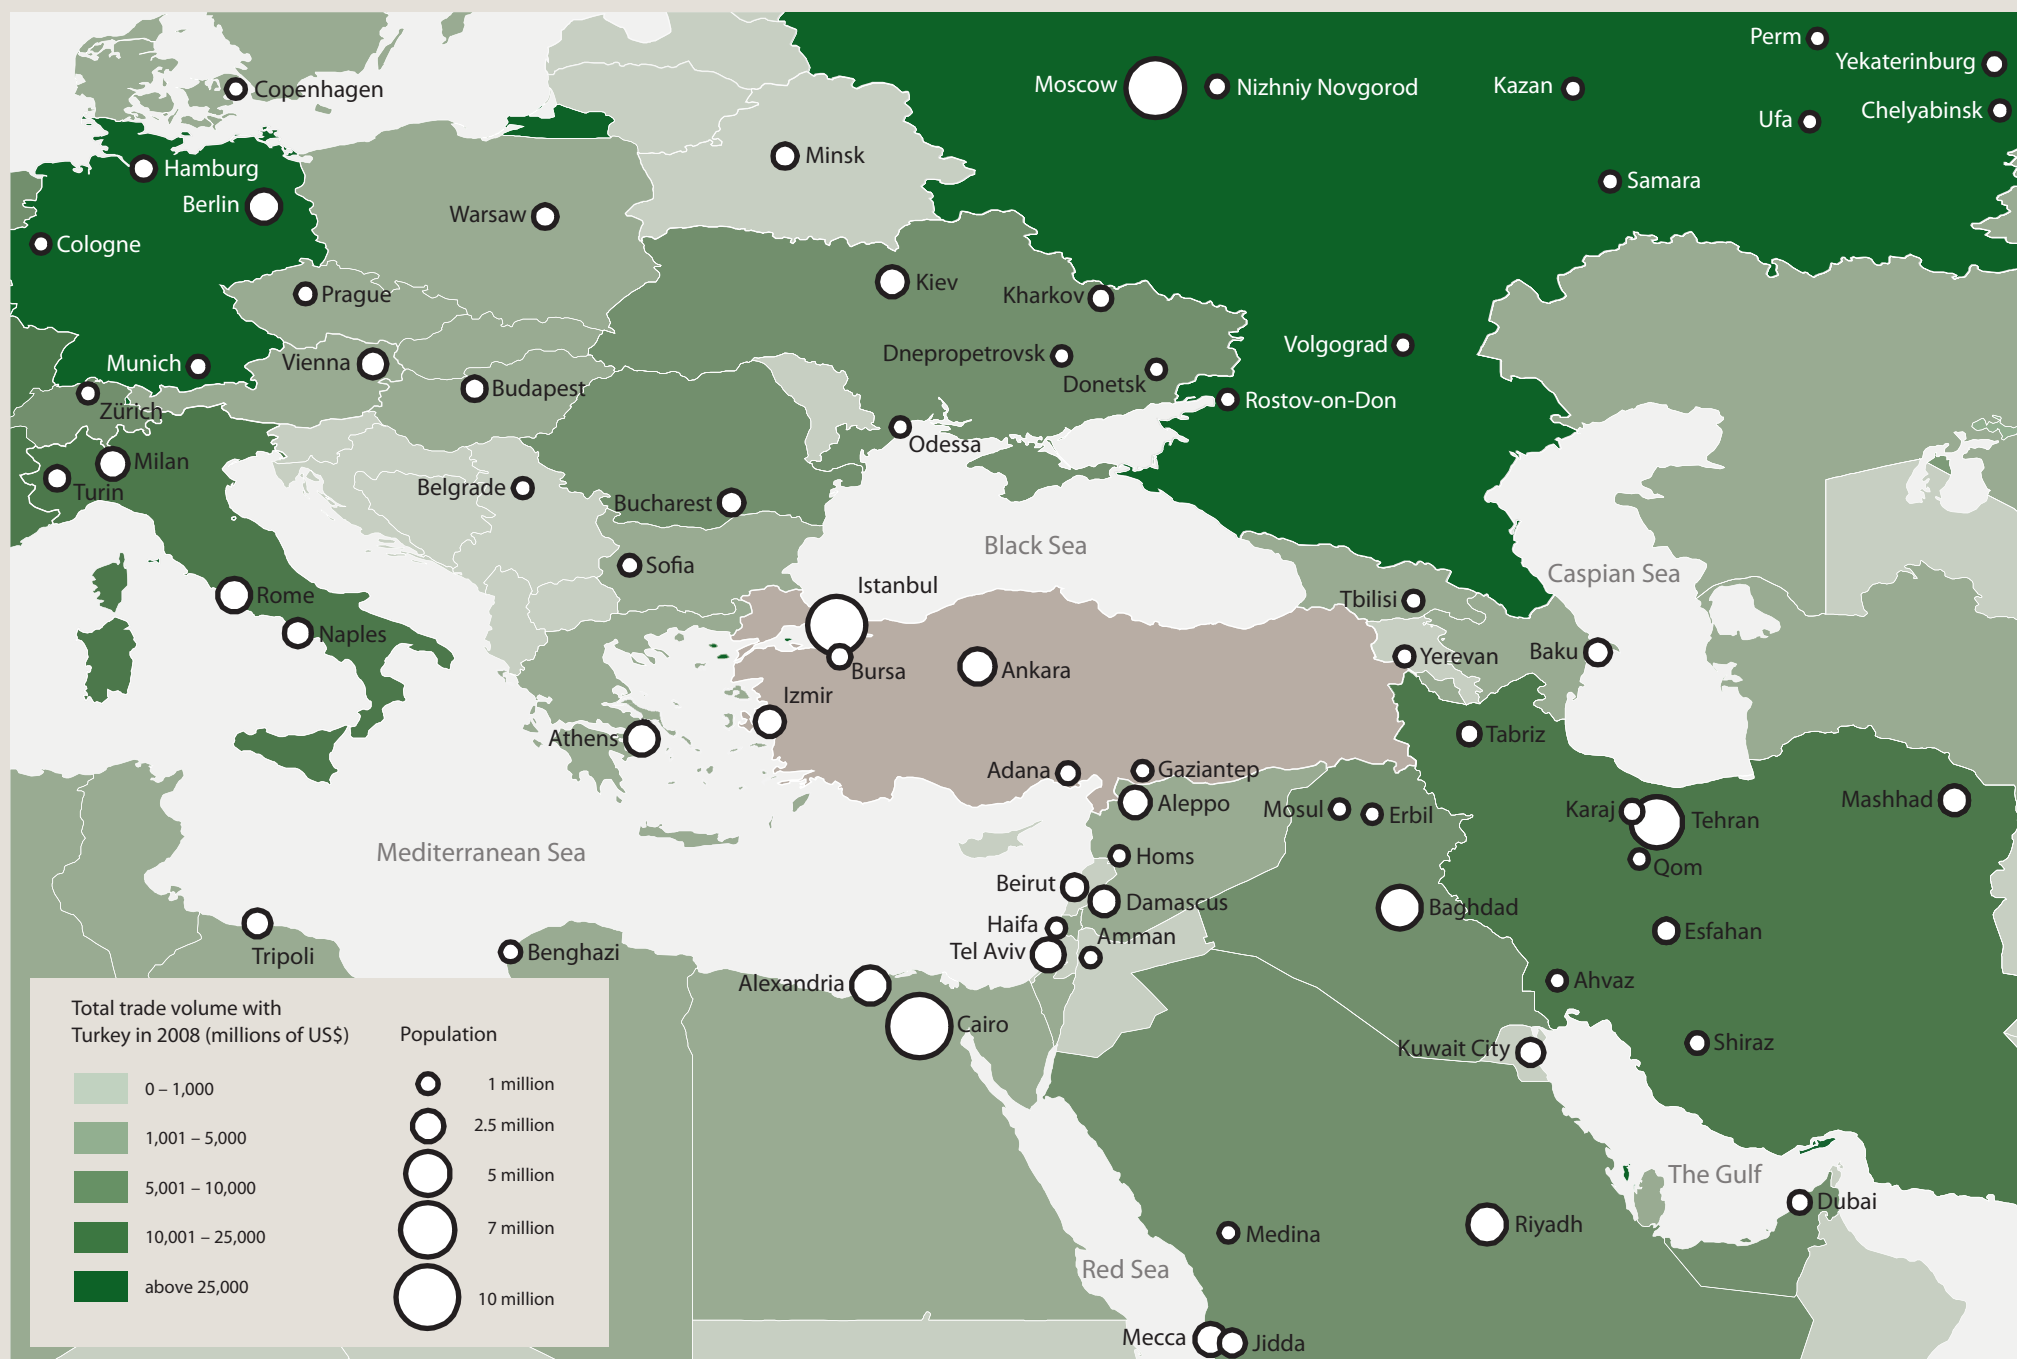 Perm
Yekaterinburg
Moscow
Nizhniy Novgorod
Kazan
Copenhagen
Chelyabinsk
Ufa
Minsk
Hamburg
Samara
Berlin
Warsaw
Cologne
Kiev
Prague
Kharkov
Volgograd
Dnepropetrovsk
Munich
Vienna
Donetsk
Budapest
Rostov-on-Don
Zürich
Odessa
Milan
Turin
Belgrade
Bucharest
Black Sea
Sofia
Caspian Sea
Istanbul
Rome
Tbilisi
Naples
Yerevan
Baku
Bursa
Ankara
Izmir
Athens
Tabriz
Adana
Gaziantep
Aleppo
Mosul
Erbil
Karaj
Tehran
Mashhad
Mediterranean Sea
Homs
Qom
Beirut
Damascus
Baghdad
Haifa
Esfahan
Amman
Tel Aviv
Tripoli
Benghazi
Ahvaz
Alexandria
Cairo
Kuwait City
Shiraz
The Gulf
Dubai
Medina
Riyadh
Red Sea
Mecca
Jidda
Total trade volume with
Turkey in 2008 (millions of US$)
0 – 1,000
1,001 – 5,000
5,001 – 10,000
10,001 – 25,000
above 25,000
Population
1 million
2.5 million
5 million
7 million
10 million